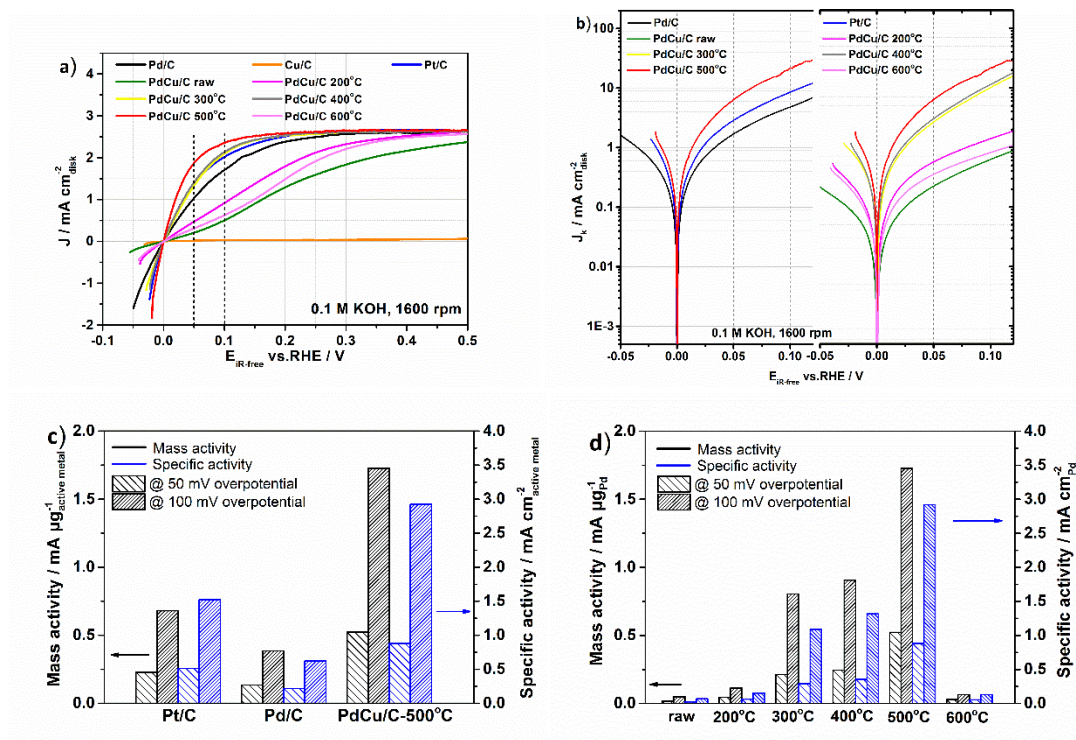 a)
Pd/C Cu/C Pt/C
PdCu/C raw PdCu/C 200°C
PdCu/C 300°C PdCu/C 400°C
PdCu/C 500°C PdCu/C 600°C
J / mA cm-2disk
4
3
2
1
0
-1
-2
0.1 M KOH, 1600 rpm
-0.1 0.0 0.1 0.2 0.3 0.4 0.5
EiR-free vs.RHE / V
b)
Pd/C Pt/C
PdCu/C raw PdCu/C 200°C
PdCu/C 300°C PdCu/C 400°C
PdCu/C 500°C PdCu/C 600°C
Jk / mA cm-2disk
100
10
1
0.1
0.01
1E-3
0.1 M KOH, 1600 rpm
-0.05 0.00 0.05 0.10 0.00 0.05 0.10
EiR-free vs.RHE / V
c)
Mass activity
Specific activity
@ 50 mV overpotential
@ 100 mV overpotential
Mass activity / mA µg-1active metal
2.0
1.5
1.0
0.5
0.0
Specific activity / mA cm-2active metal
4.0
3.5
3.0
2.5
2.0
1.5
1.0
0.5
0.0
Pt/C Pd/C PdCu/C-500°C
d)
Mass activity
Specific activity
@ 50 mV overpotential
@ 100 mV overpotential
Mass activity / mA µg-1Pd
2.0
1.5
1.0
0.5
0.0
Specific activity / mA cm-2Pd
4.0
3.5
3.0
2.5
2.0
1.5
1.0
0.5
0.0
raw 200°C 300°C 400°C 500°C 600°C